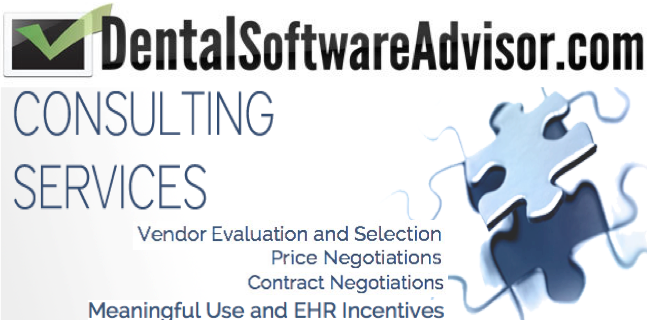 DentalSoftwareAdvisor.com
CONSULTING
SERVICES
Vendor Evaluation and Selection
Price Negotiations
Contract Negotiations
Meaningful Use and EHR Incentives